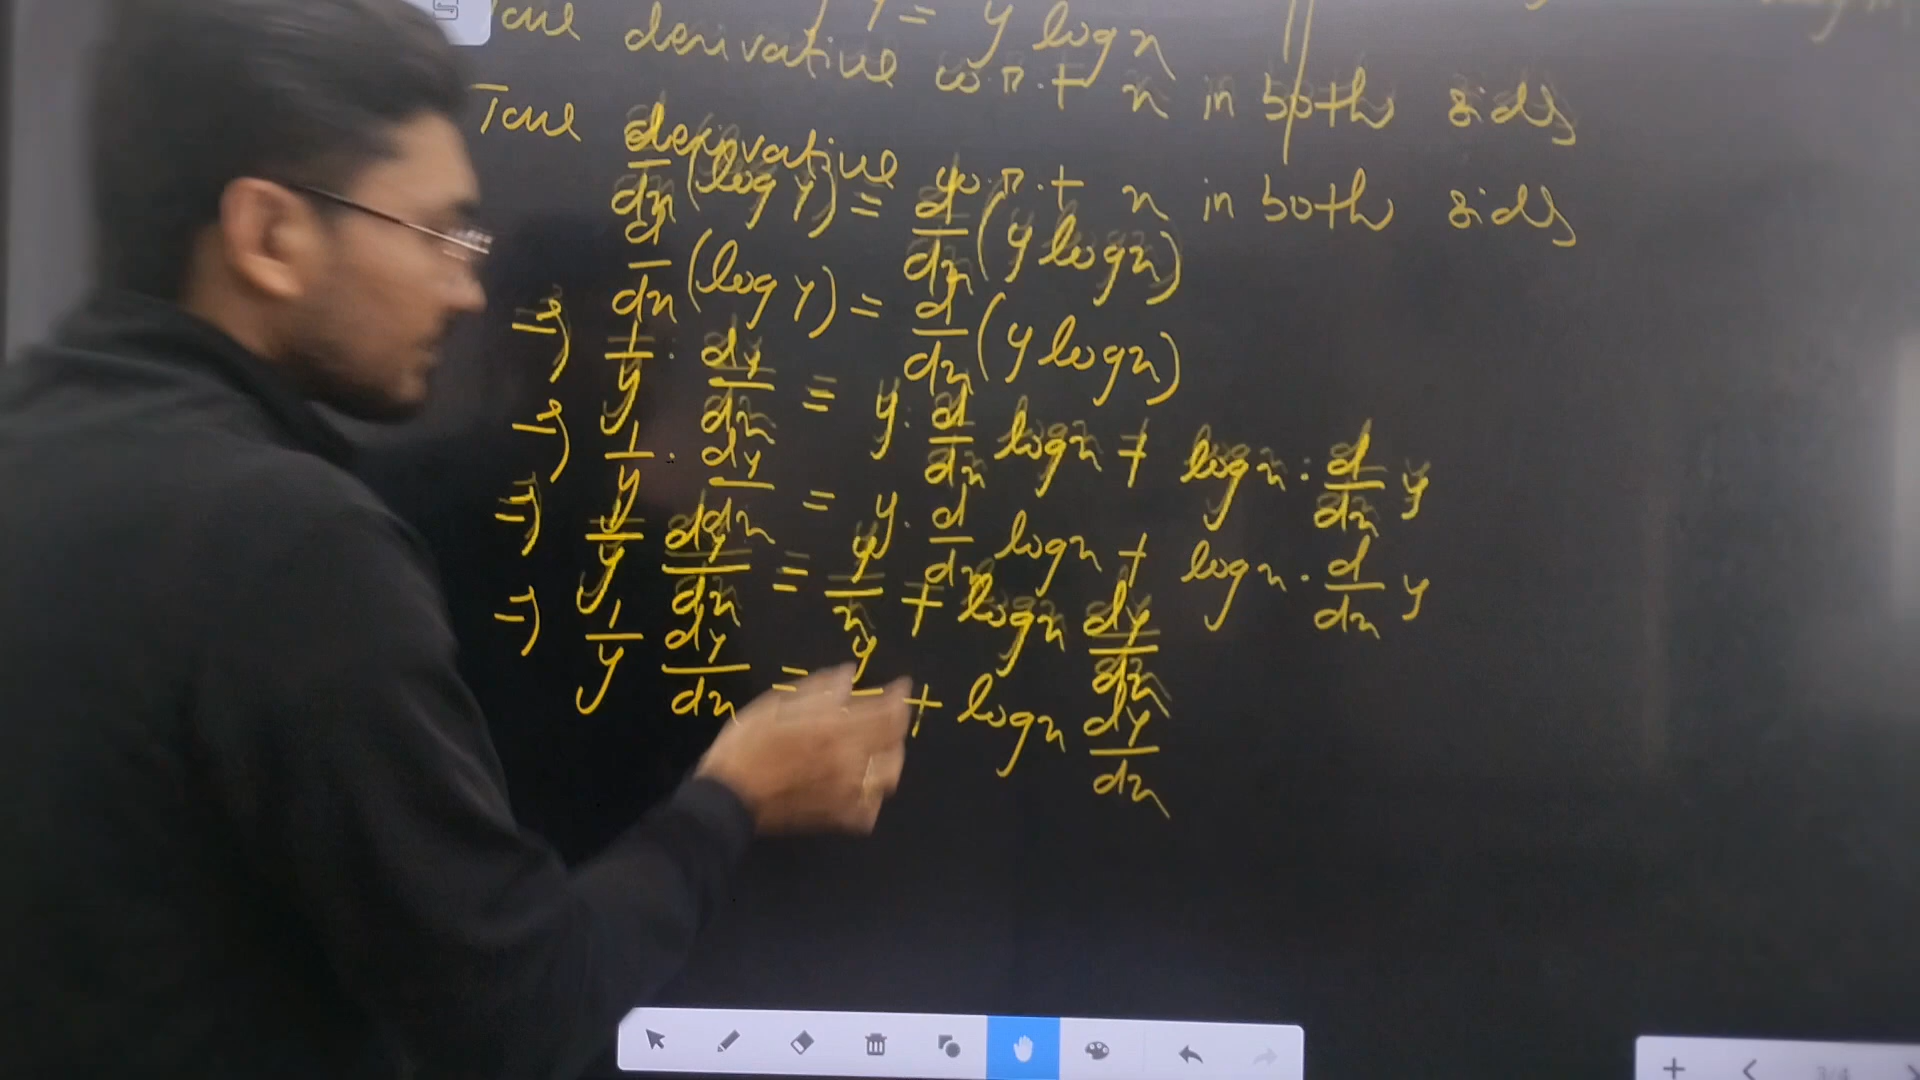 log y = y log x
Take derivative w.r.t x in both sides
Take derivative w.r.t x in both sides
d/dx (log y) = d/dx (y log x)
d/dx (log y) = d/dx (y log x)
⇒ 1/y . dy/dx = y . d/dx log x + log x . d/dx y
⇒ 1/y . dy/dx = y . d/dx log x + log x . d/dx y
⇒ 1/y dy/dx = y/x + log x dy/dx
⇒ 1/y dy/dx = y + log x dy/dx